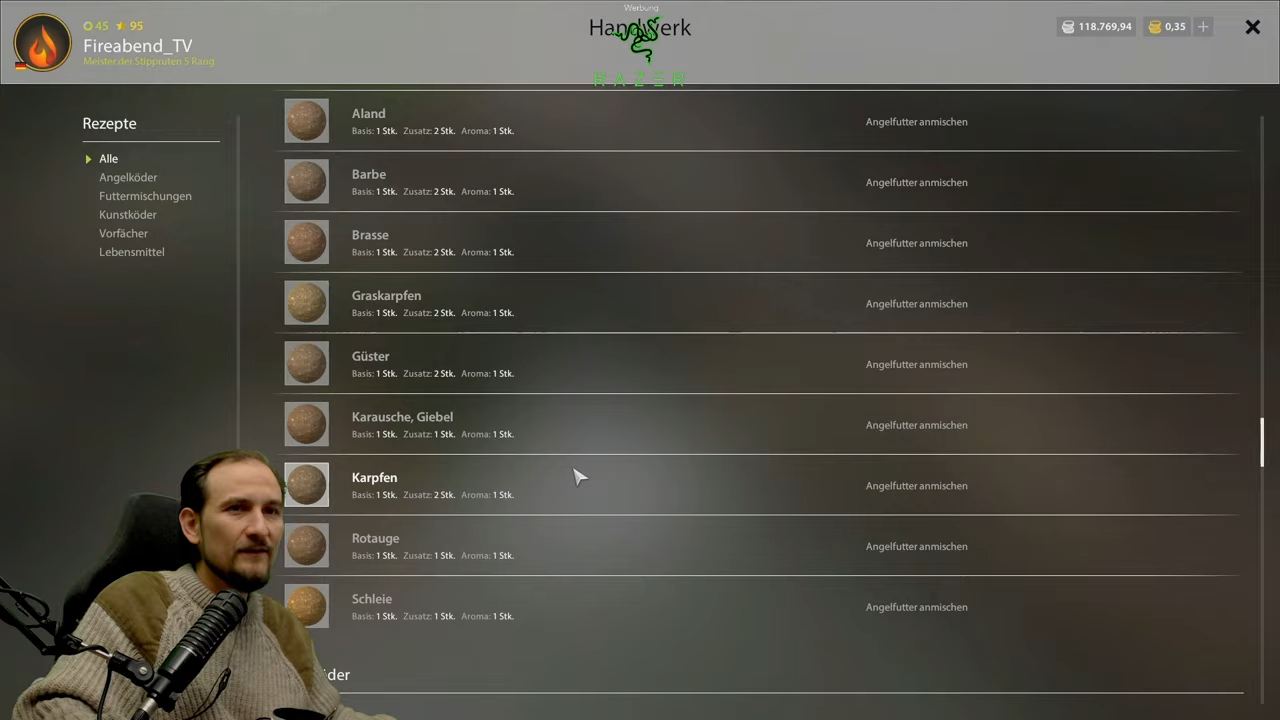 Werbung
Handwerk
RAZER
45 95
Fireabend_TV
Meister der Stippruten 5 Rang
118.769,94
0,35
Rezepte
Alle
Angelköder
Futtermischungen
Kunstköder
Vorfächer
Lebensmittel
Aland
Basis: 1 Stk. Zusatz: 2 Stk. Aroma: 1 Stk.
Angelfutter anmischen
Barbe
Basis: 1 Stk. Zusatz: 2 Stk. Aroma: 1 Stk.
Angelfutter anmischen
Brasse
Basis: 1 Stk. Zusatz: 2 Stk. Aroma: 1 Stk.
Angelfutter anmischen
Graskarpfen
Basis: 1 Stk. Zusatz: 2 Stk. Aroma: 1 Stk.
Angelfutter anmischen
Güster
Basis: 1 Stk. Zusatz: 2 Stk. Aroma: 1 Stk.
Angelfutter anmischen
Karausche, Giebel
Basis: 1 Stk. Zusatz: 1 Stk. Aroma: 1 Stk.
Angelfutter anmischen
Karpfen
Basis: 1 Stk. Zusatz: 2 Stk. Aroma: 1 Stk.
Angelfutter anmischen
Rotauge
Basis: 1 Stk. Zusatz: 1 Stk. Aroma: 1 Stk.
Angelfutter anmischen
Schleie
Basis: 1 Stk. Zusatz: 1 Stk. Aroma: 1 Stk.
Angelfutter anmischen